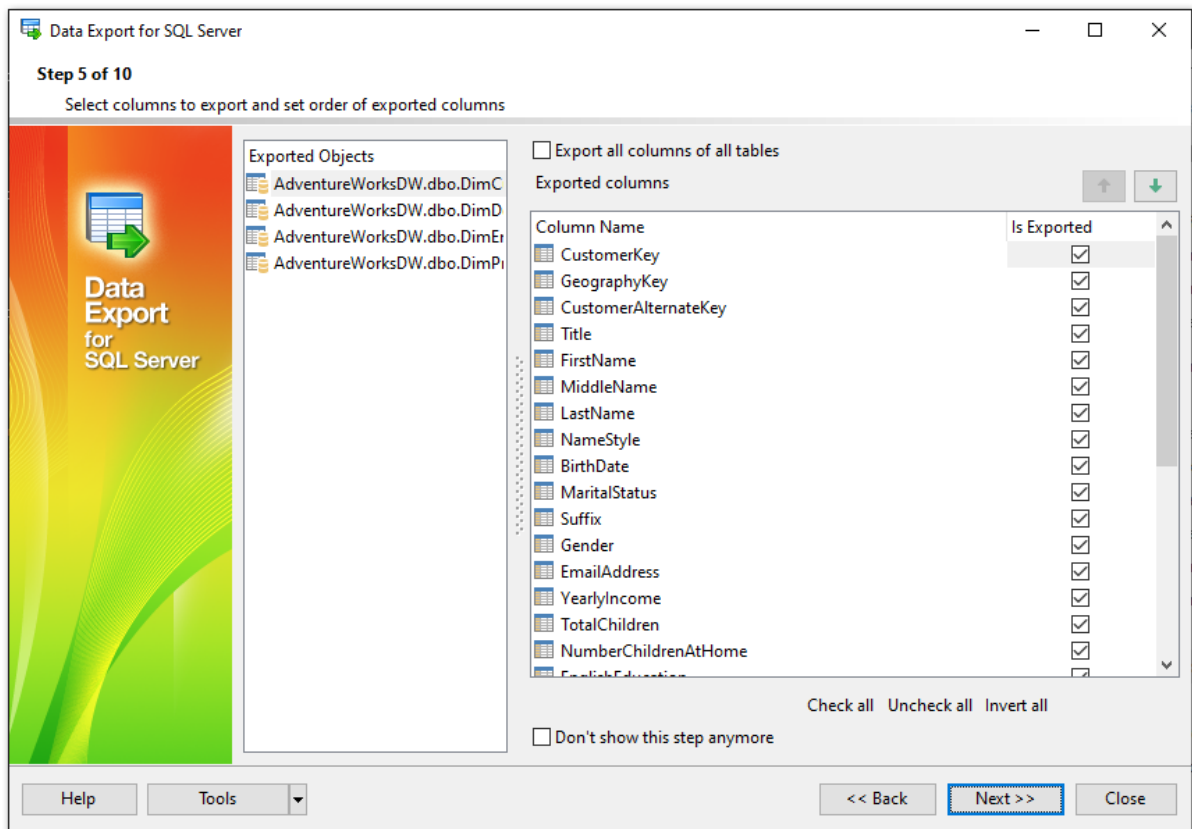 Data Export for SQL Server
Step 5 of 10
Select columns to export and set order of exported columns
Data
Export
for
SQL Server
Exported Objects
AdventureWorksDW.dbo.DimC
AdventureWorksDW.dbo.DimD
AdventureWorksDW.dbo.DimEr
AdventureWorksDW.dbo.DimPr
Export all columns of all tables
Exported columns
Column Name Is Exported
CustomerKey
GeographyKey
CustomerAlternateKey
Title
FirstName
MiddleName
LastName
NameStyle
BirthDate
MaritalStatus
Suffix
Gender
EmailAddress
YearlyIncome
TotalChildren
NumberChildrenAtHome
EnglishEducation
Check all Uncheck all Invert all
Don't show this step anymore
Help Tools << Back Next >> Close